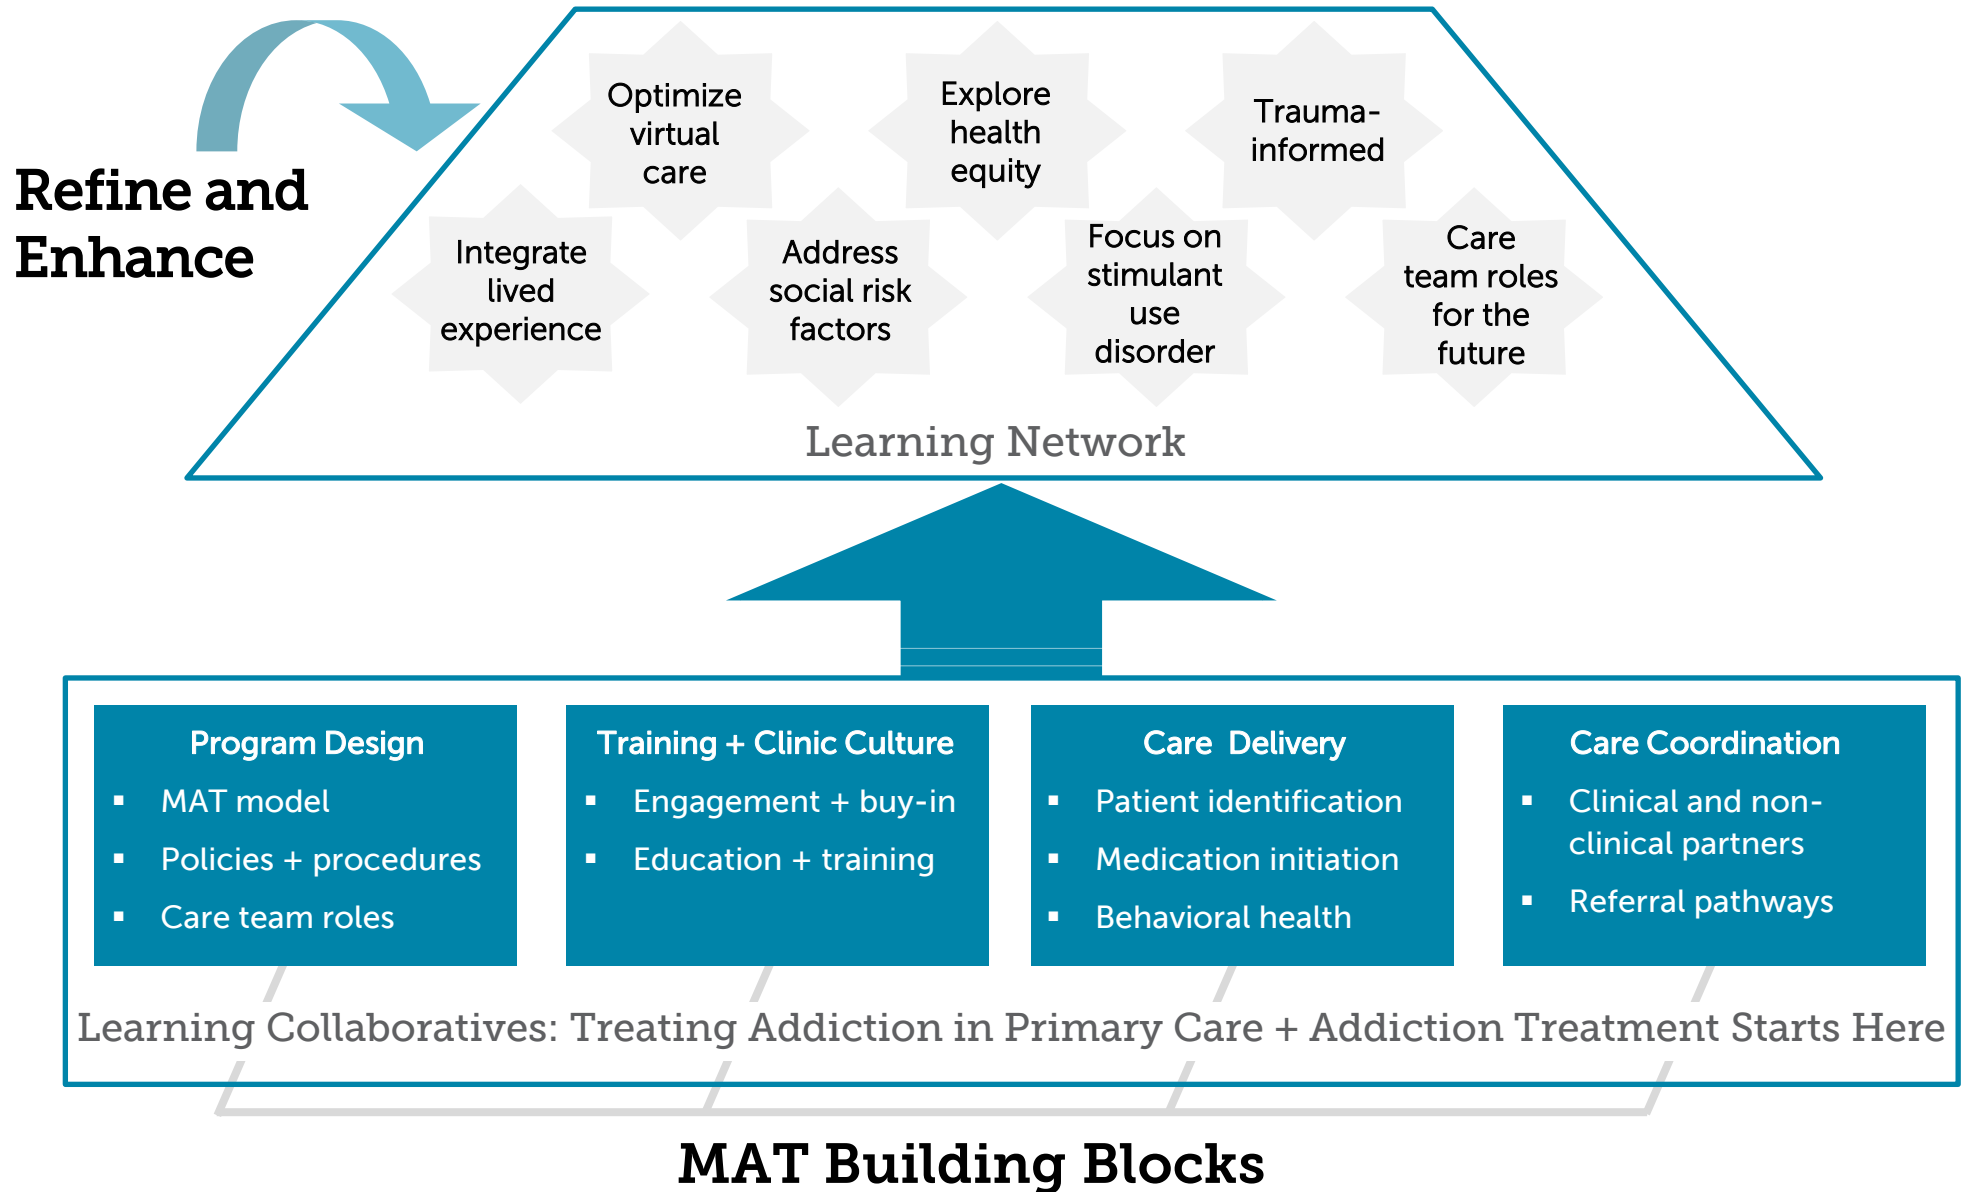 Refine and
Enhance
Optimize
virtual
care
Explore
health
equity
Trauma-
informed
Integrate
lived
experience
Address
social risk
factors
Focus on
stimulant
use
disorder
Care
team roles
for the
future
Learning Network
Program Design
▪ MAT model
▪ Policies + procedures
▪ Care team roles
Training + Clinic Culture
▪ Engagement + buy-in
▪ Education + training
Care Delivery
▪ Patient identification
▪ Medication initiation
▪ Behavioral health
Care Coordination
▪ Clinical and non-
clinical partners
▪ Referral pathways
Learning Collaboratives: Treating Addiction in Primary Care + Addiction Treatment Starts Here
MAT Building Blocks